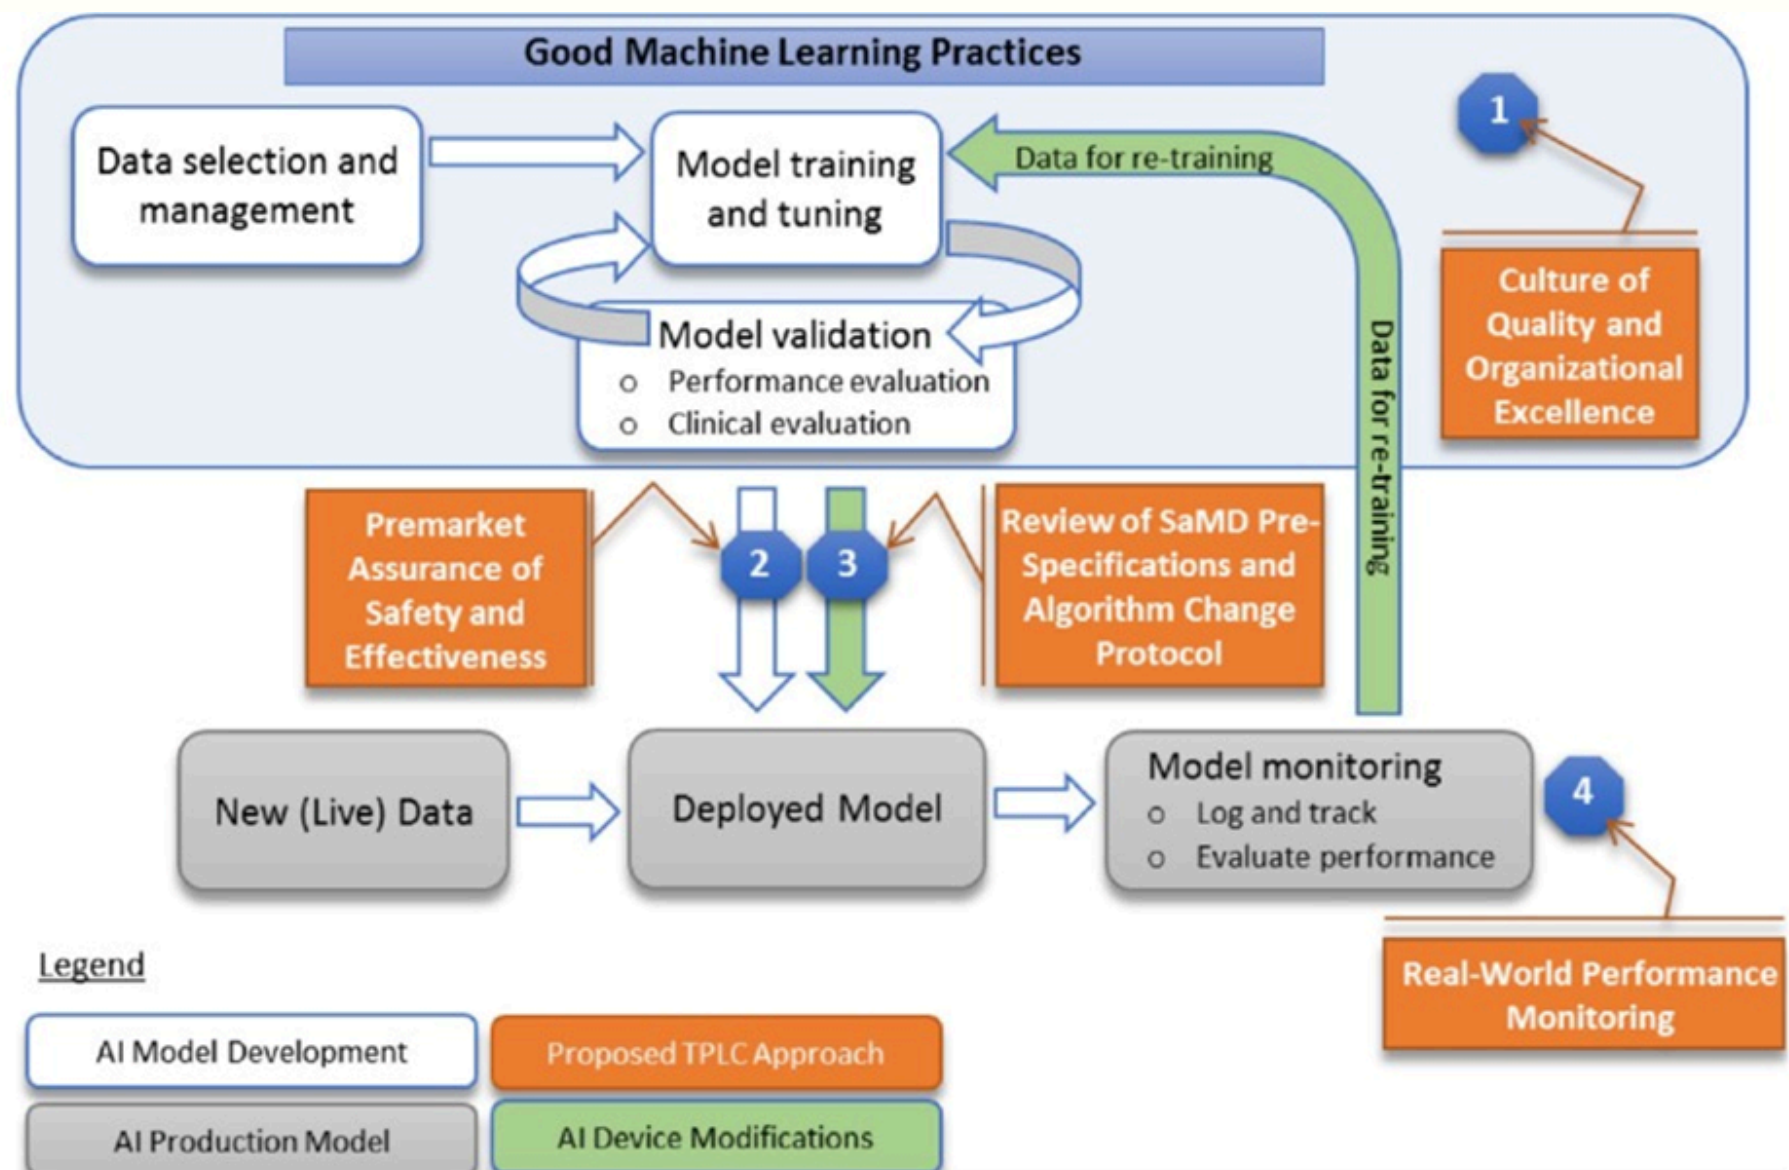 Good Machine Learning Practices
1
Data selection and
management
Model training
and tuning
Data for re-training
Culture of
Quality and
Organizational
Excellence
Model validation
o Performance evaluation
o Clinical evaluation
Data for re-training
Premarket
Assurance of
Safety and
Effectiveness
2
3
Review of SaMD Pre-
Specifications and
Algorithm Change
Protocol
New (Live) Data
Deployed Model
Model monitoring
o Log and track
o Evaluate performance
4
Real-World Performance
Monitoring
Legend
AI Model Development
Proposed TPLC Approach
AI Production Model
AI Device Modifications